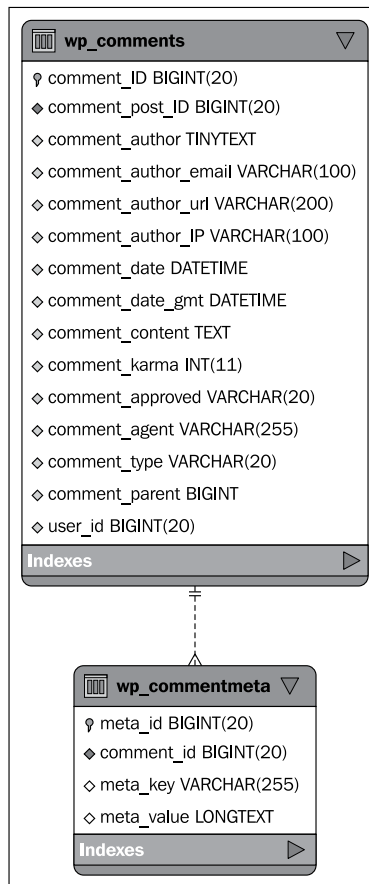 wp_comments
comment_ID BIGINT(20)
comment_post_ID BIGINT(20)
comment_author TINYTEXT
comment_author_email VARCHAR(100)
comment_author_url VARCHAR(200)
comment_author_IP VARCHAR(100)
comment_date DATETIME
comment_date_gmt DATETIME
comment_content TEXT
comment_karma INT(11)
comment_approved VARCHAR(20)
comment_agent VARCHAR(255)
comment_type VARCHAR(20)
comment_parent BIGINT
user_id BIGINT(20)
Indexes
wp_commentmeta
meta_id BIGINT(20)
comment_id BIGINT(20)
meta_key VARCHAR(255)
meta_value LONGTEXT
Indexes